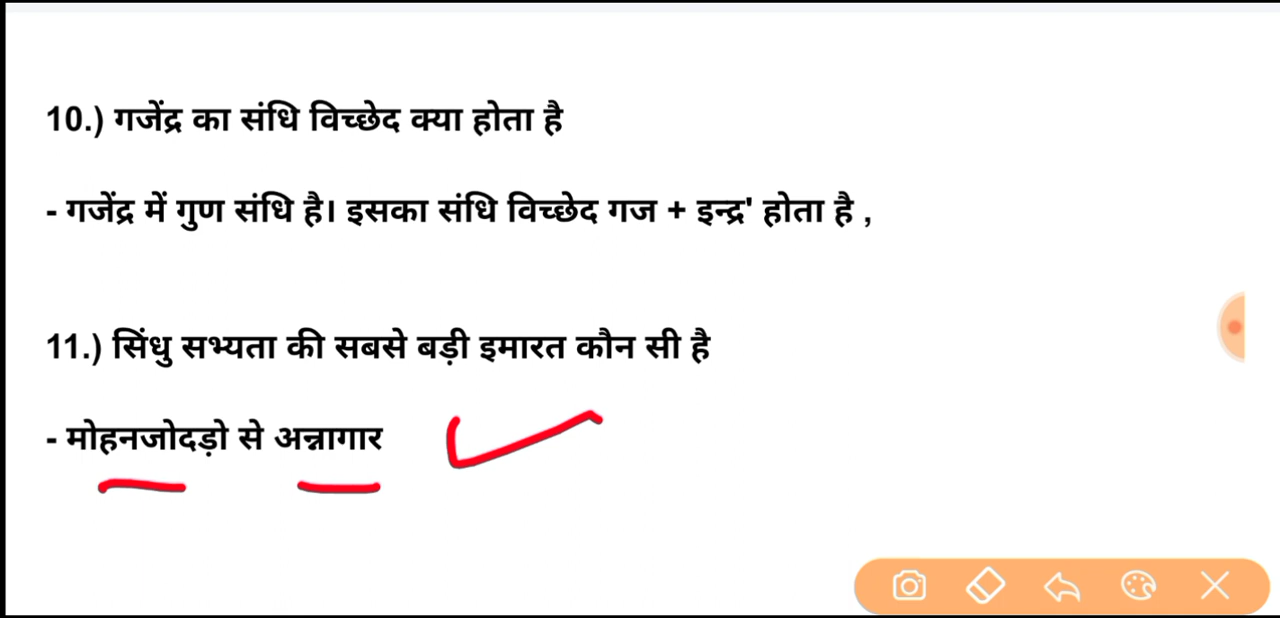 10.) गजेंद्र का संधि विच्छेद क्या होता है
- गजेंद्र में गुण संधि है। इसका संधि विच्छेद गज + इन्द्र' होता है ,
11.) सिंधु सभ्यता की सबसे बड़ी इमारत कौन सी है
- मोहनजोदड़ो से अन्नागार